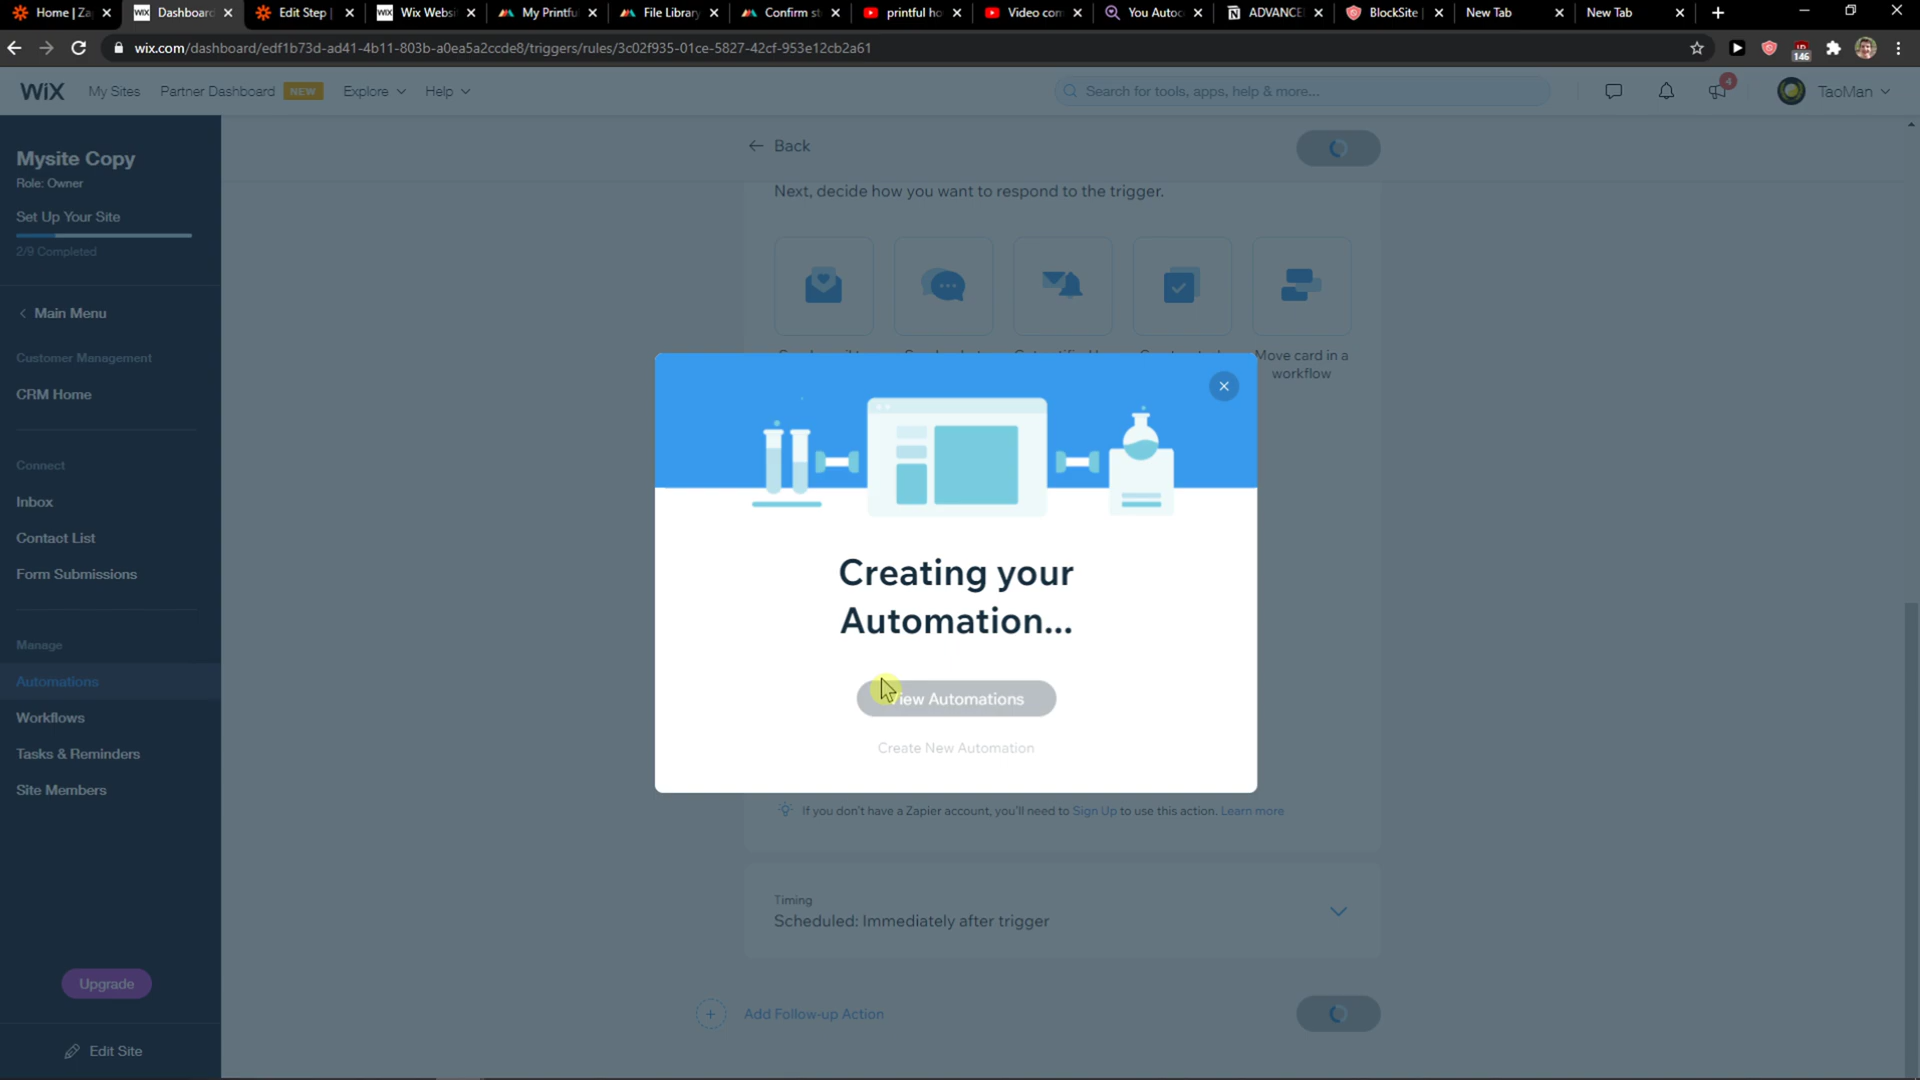 Home | Za
Dashboard
Edit Step |
Wix Websi
My Printfu
File Library
Confirm st
printful ho
Video con
You Autoc
ADVANCE
BlockSite |
New Tab
New Tab
wix.com/dashboard/edf1b73d-ad41-4b11-803b-a0ea5a2ccde8/triggers/rules/3c02f935-01ce-5827-42cf-953e12cb2a61
146
WiX
My Sites
Partner Dashboard
NEW
Explore
Help
Search for tools, apps, help & more...
4
TaoMan
Mysite Copy
Role: Owner
Set Up Your Site
2/9 Completed
Main Menu
Customer Management
CRM Home
Connect
Inbox
Contact List
Form Submissions
Manage
Automations
Workflows
Tasks & Reminders
Site Members
Upgrade
Edit Site
Back
Next, decide how you want to respond to the trigger.
Move card in a
workflow
Creating your
Automation...
View Automations
Create New Automation
If you don't have a Zapier account, you'll need to Sign Up to use this action. Learn more
Timing
Scheduled: Immediately after trigger
Add Follow-up Action